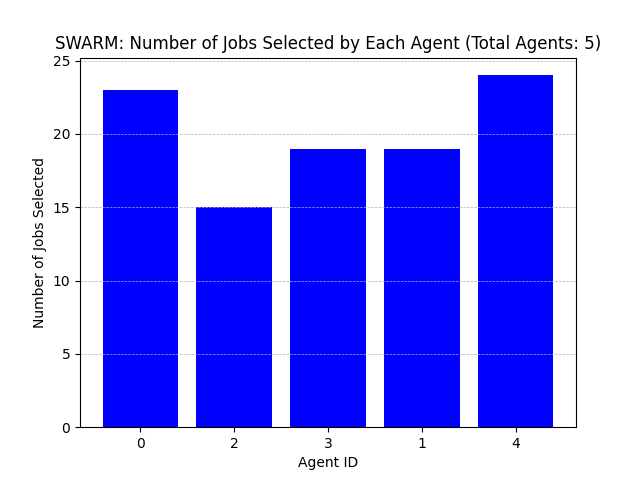 SWARM: Number of Jobs Selected by Each Agent (Total Agents: 5)
25
20
15
10
5
0
Number of Jobs Selected
0 2 3 1 4
Agent ID